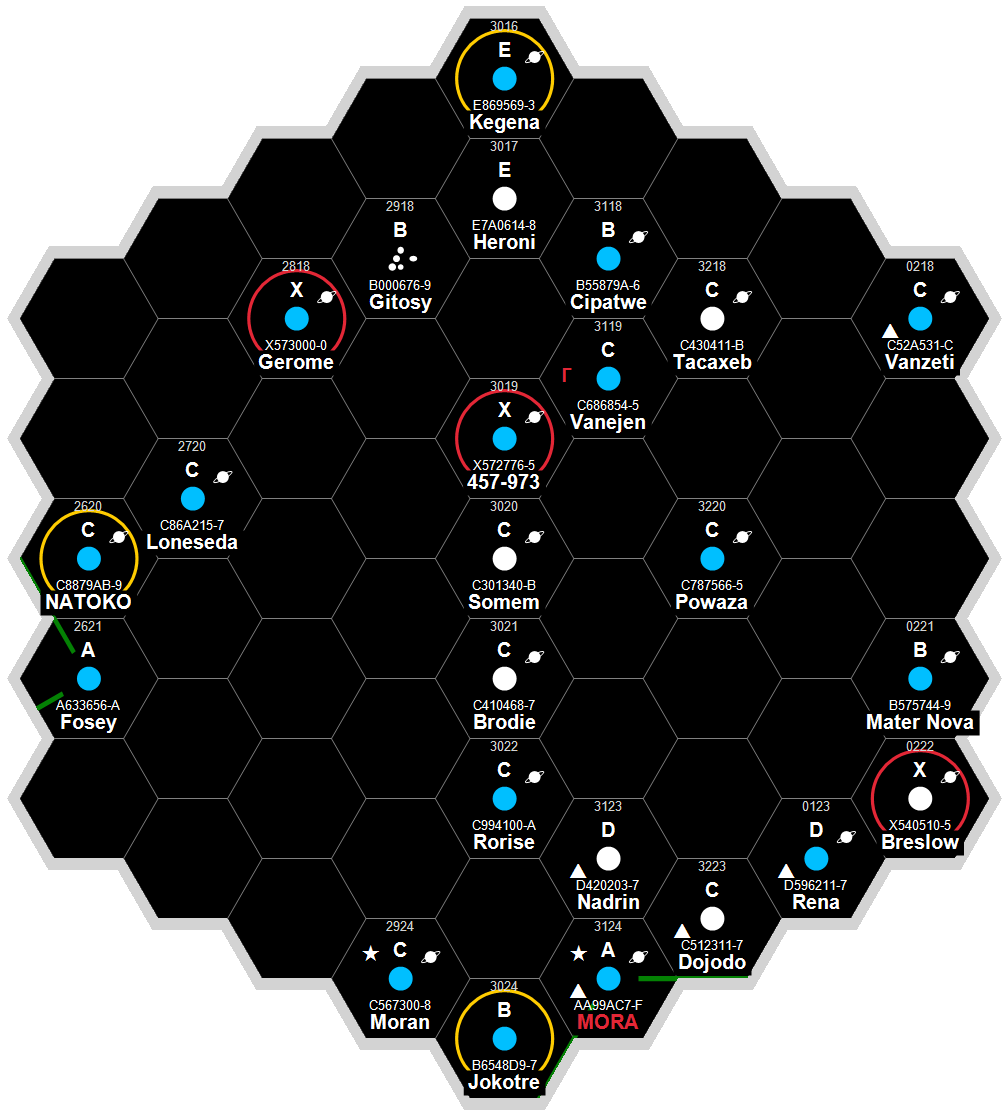 3016
E
E869569-3
Kegena
3017
E
E7A0614-8
Heroni
2918
B
B000676-9
Gitosy
3118
B
B55879A-6
Cipatwe
2818
X
X573000-0
Gerome
3218
C
C430411-B
Tacaxeb
0218
C
C52A531-C
Vanzeti
3119
C
Γ
C686854-5
Vanejen
3019
X
X572776-5
457-973
2720
C
C86A215-7
Loneseda
2620
C
C8879AB-9
NATOKO
3020
C
C301340-B
Somem
3220
C
C787566-5
Powaza
2621
A
A633656-A
Fosey
3021
C
C410468-7
Brodie
0221
B
B575744-9
Mater Nova
3022
C
C994100-A
Rorise
0222
X
X540510-5
Breslow
3123
D
D420203-7
Nadrin
0123
D
D596211-7
Rena
3223
C
C512311-7
Dojodo
2924
C
C567300-8
Moran
3124
A
AA99AC7-F
MORA
3024
B
B6548D9-7
Jokotre